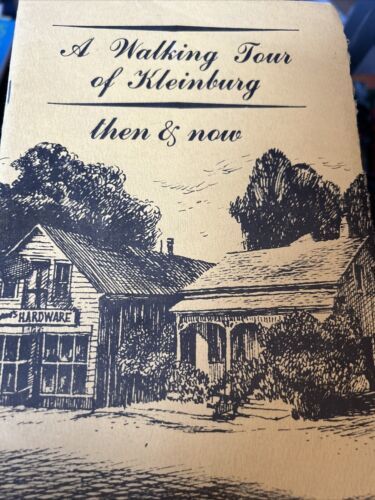 A Walking Tour
of Kleinburg
then & now
HARDWARE